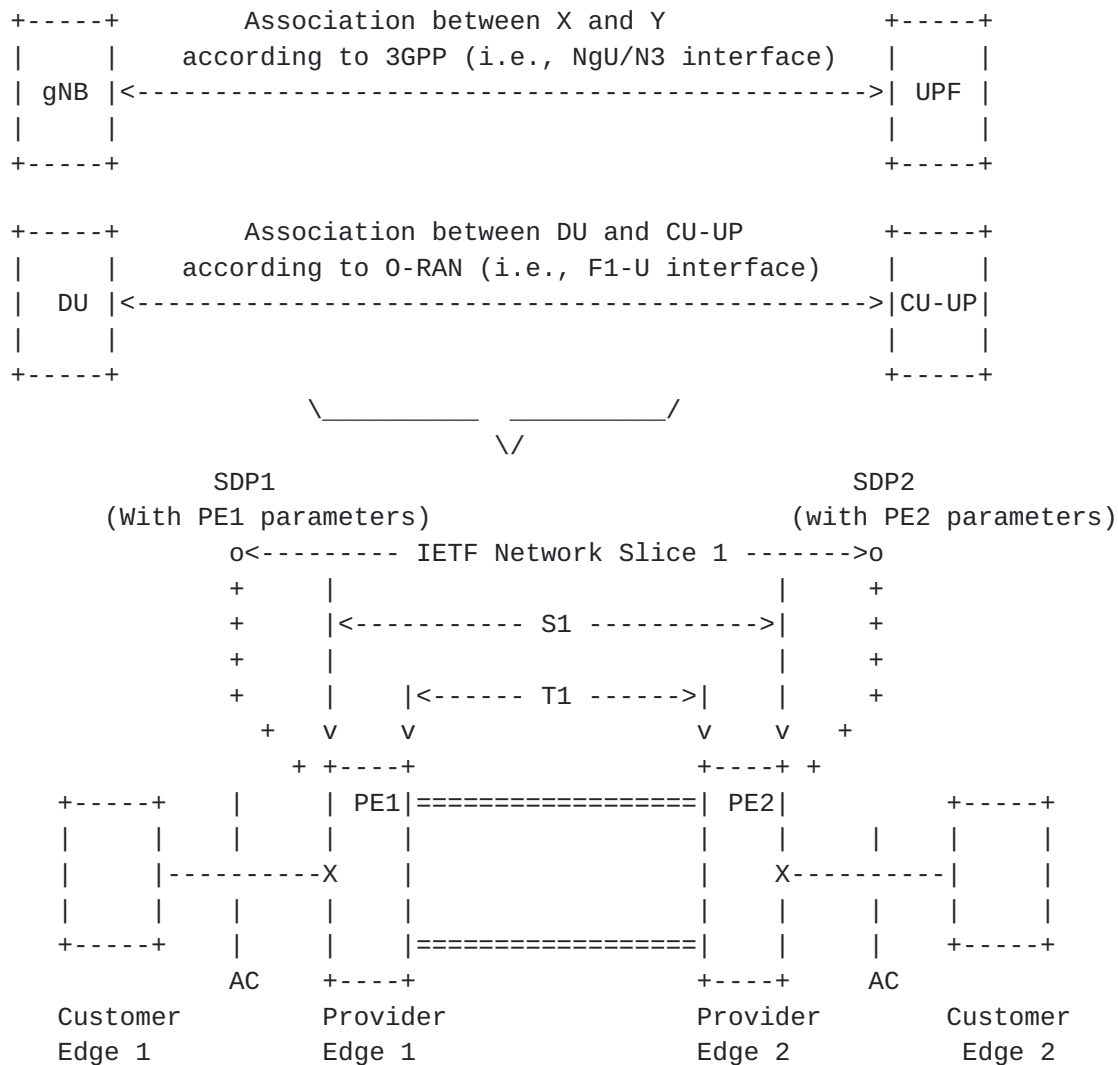 Association between X and Y
according to 3GPP (i.e., NgU/N3 interface)
gNB UPF
Association between DU and CU-UP
according to O-RAN (i.e., F1-U interface)
DU CU-UP
SDP1 SDP2
(With PE1 parameters) (with PE2 parameters)
o<--------- IETF Network Slice 1 ------->o
S1
T1
PE1 PE2
X X
AC AC
Customer Provider Provider Customer
Edge 1 Edge 1 Edge 2 Edge 2